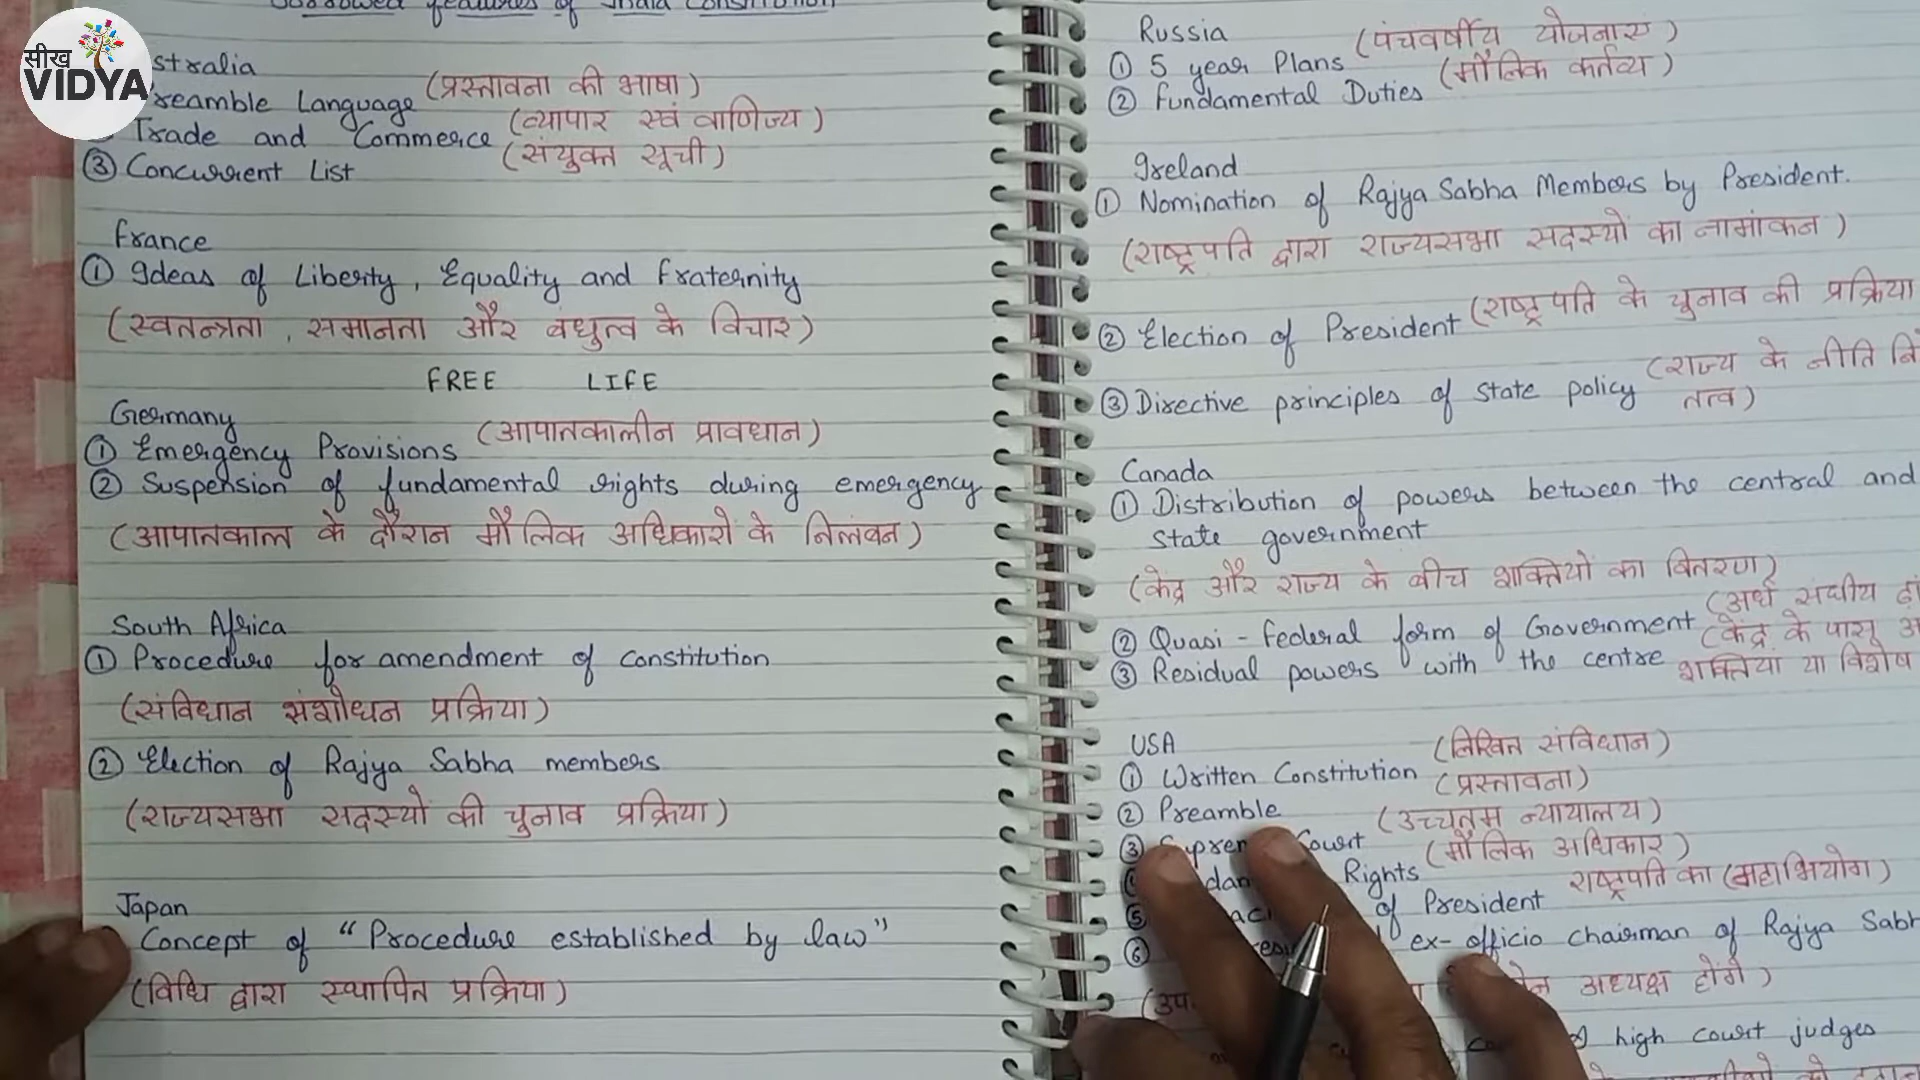 सीख
VIDYA
Borrowed features of India Constitution
stralia
reamble Language (प्रस्तावना की भाषा)
Trade and Commerce (व्यापार एवं वाणिज्य)
③ Concurrent List (संयुक्त सूची)
France
① Ideas of Liberty, Equality and Fraternity
(स्वतन्त्रता, समानता और बंधुत्व के विचार)
FREE LIFE
Germany
① Emergency Provisions (आपातकालीन प्रावधान)
② Suspension of fundamental rights during emergency
(आपातकाल के दौरान मौलिक अधिकारो के निलंबन)
South Africa
① Procedure for amendment of constitution
(संविधान संशोधन प्रक्रिया)
② Election of Rajya Sabha members
(राज्यसभा सदस्यों की चुनाव प्रक्रिया)
Japan
Concept of "Procedure established by law"
(विधि द्वारा स्थापित प्रक्रिया)
Russia
① 5 year Plans (पंचवर्षीय योजनाए)
② Fundamental Duties (मौलिक कर्तव्य)
Ireland
① Nomination of Rajya Sabha Members by President.
(राष्ट्रपति द्वारा राज्यसभा सदस्यों का नामांकन)
② Election of President (राष्ट्रपति के चुनाव की प्रक्रिया
③ Directive principles of state policy (राज्य के नीति
तत्व)
Canada
① Distribution of powers between the central and
state government
(केंद्र और राज्य के बीच शक्तियों का वितरण)
② Quasi-federal form of Government (अर्ध संघीय
③ Residual powers with the centre (केंद्र के पास
शक्तियां या विशेष
USA
① Written Constitution (लिखित संविधान)
② Preamble (प्रस्तावना)
③ Court (उच्चतम न्यायालय)
Rights (मौलिक अधिकार)
⑤ of President राष्ट्रपति का (महाभियोग)
⑥ ex-officio chairman of Rajya Sabh
अध्यक्ष होंगे)
high court judges